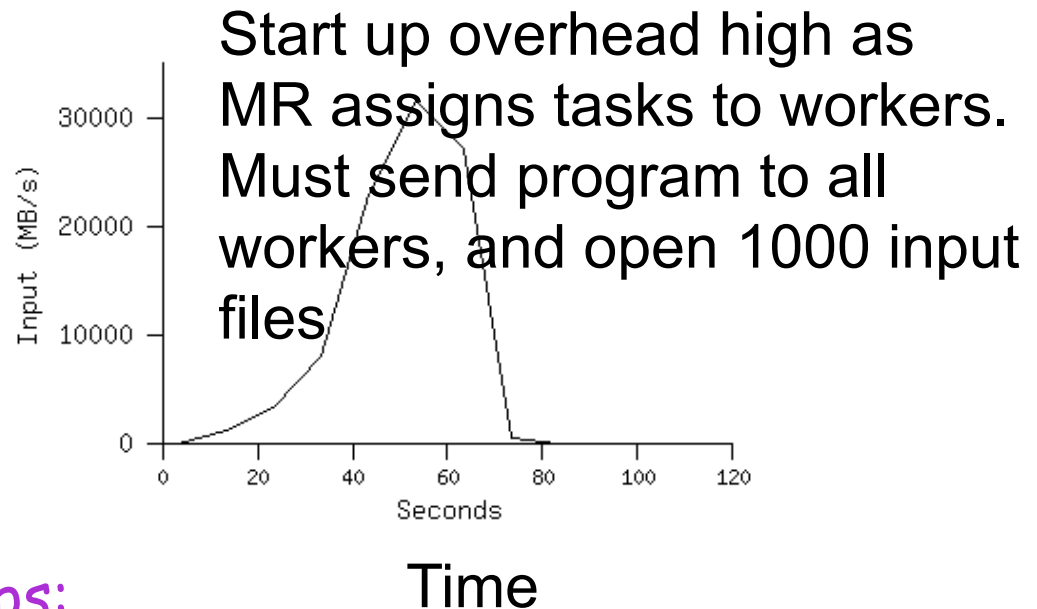 Start up overhead high as
MR assigns tasks to workers.
Must send program to all
workers, and open 1000 input
files
Input (MB/s)
30000
20000
10000
0
0 20 40 60 80 100 120
Seconds
Time